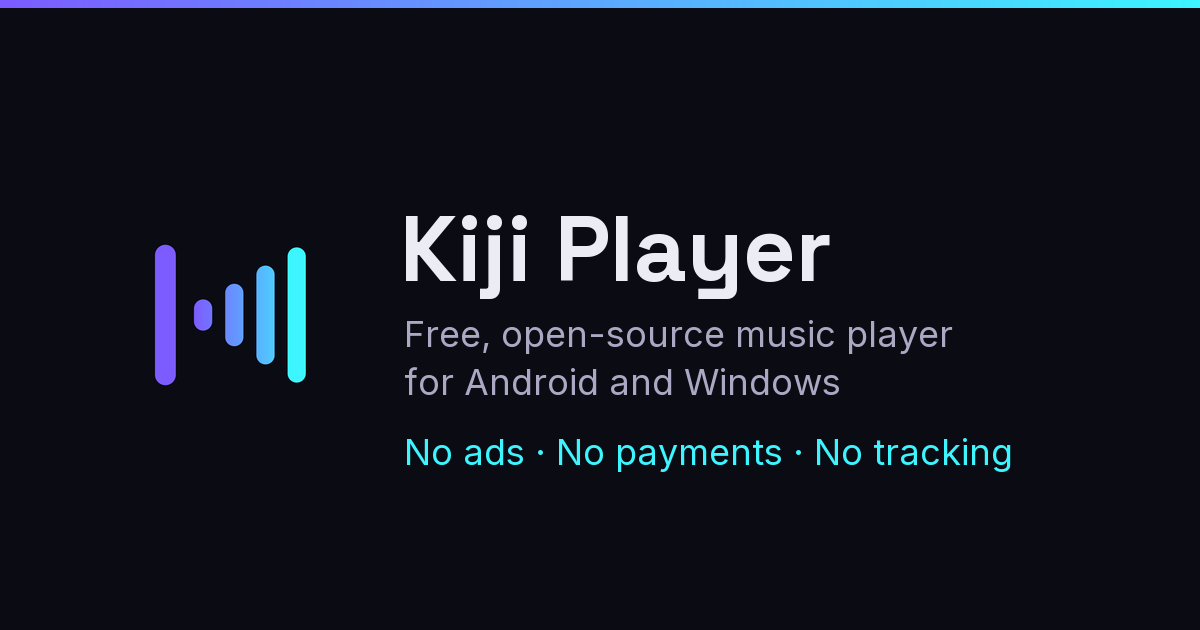 Kiji Player
Free, open-source music player
for Android and Windows
No ads · No payments · No tracking